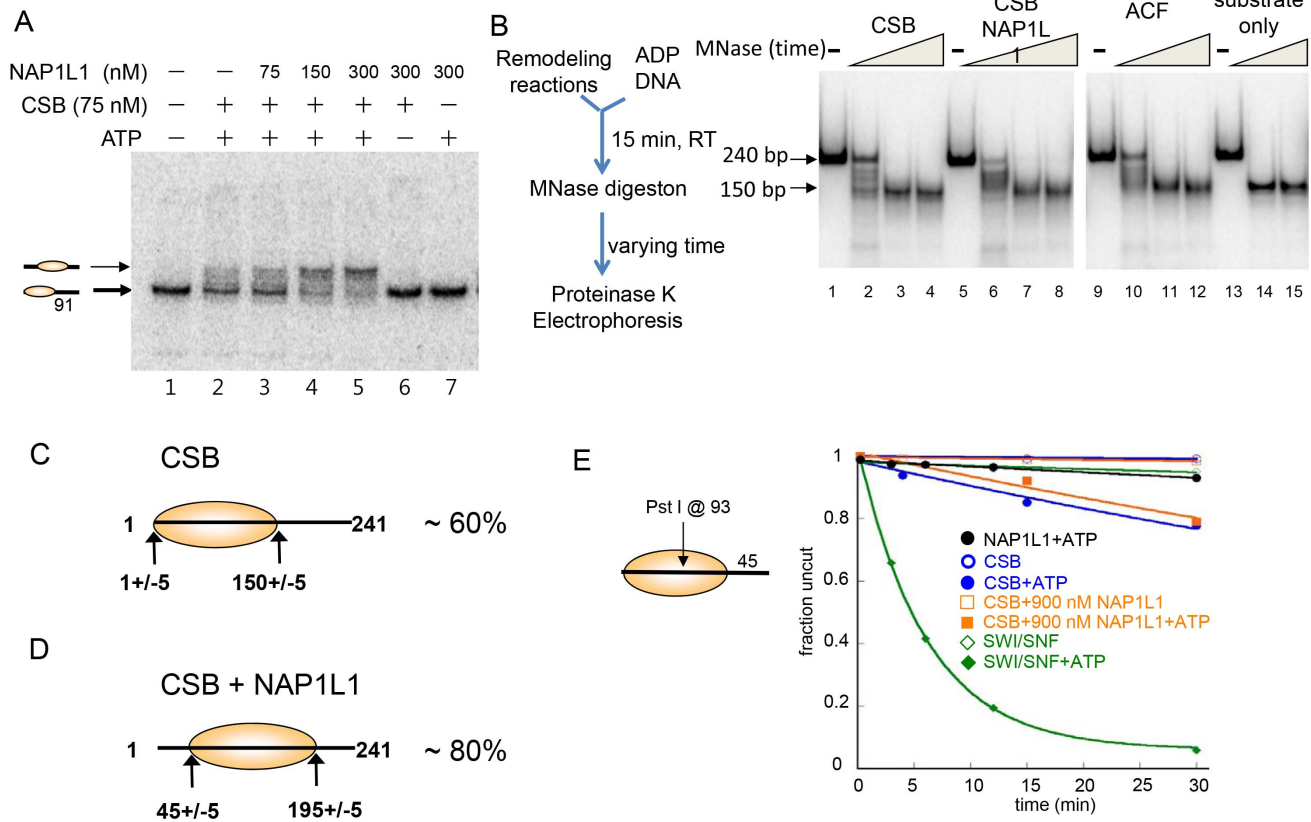 A
NAP1L1 (nM) – – 75 150 300 300 300
CSB (75 nM) – + + + + + –
ATP – + + + + – +
91
1 2 3 4 5 6 7
B
Remodeling
reactions
ADP
DNA
15 min, RT
MNase digeston
varying time
Proteinase K
Electrophoresis
CSB
CSB
NAP1L
1
ACF
substrate
only
MNase (time) – – – –
240 bp
150 bp
1 2 3 4 5 6 7 8 9 10 11 12 13 14 15
C
CSB
1 241 ~ 60%
1+/-5 150+/-5
D
CSB + NAP1L1
1 241 ~ 80%
45+/-5 195+/-5
E
Pst I @ 93
45
fraction uncut
1
0.8
0.6
0.4
0.2
0
NAP1L1+ATP
CSB
CSB+ATP
CSB+900 nM NAP1L1
CSB+900 nM NAP1L1+ATP
SWI/SNF
SWI/SNF+ATP
0 5 10 15 20 25 30
time (min)